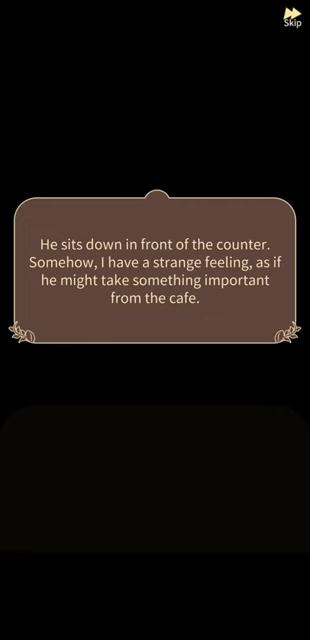 Skip
He sits down in front of the counter.
Somehow, I have a strange feeling, as if
he might take something important
from the cafe.